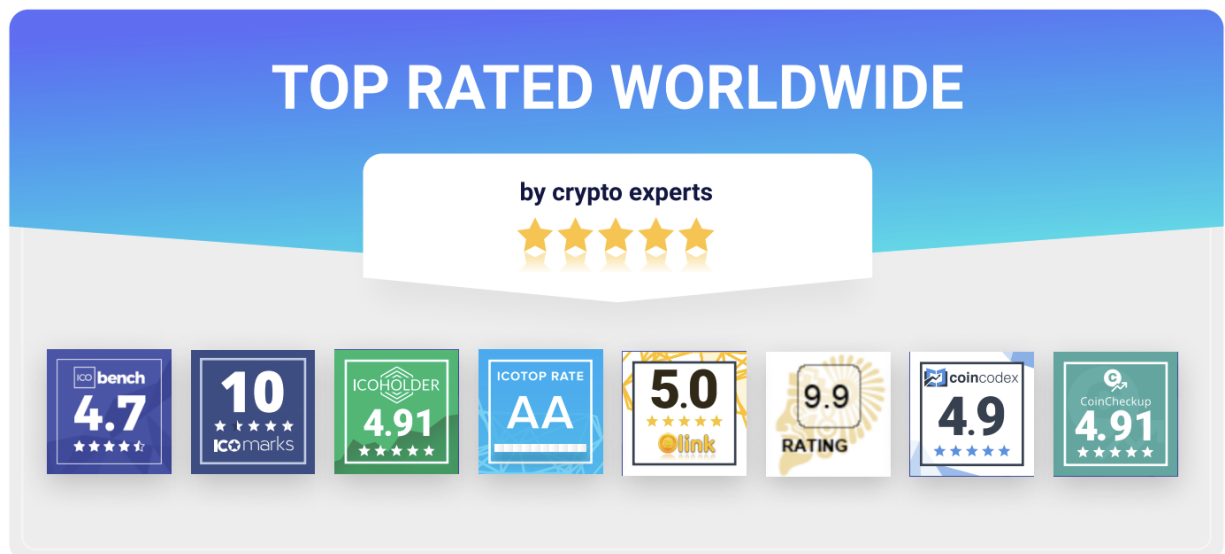 TOP RATED WORLDWIDE
by crypto experts
ICO bench
4.7
10
ICOmarks
ICOHOLDER
4.91
ICOTOP RATE
AA
5.0
Olink
9.9
RATING
coincodex
4.9
C
CoinCheckup
4.91